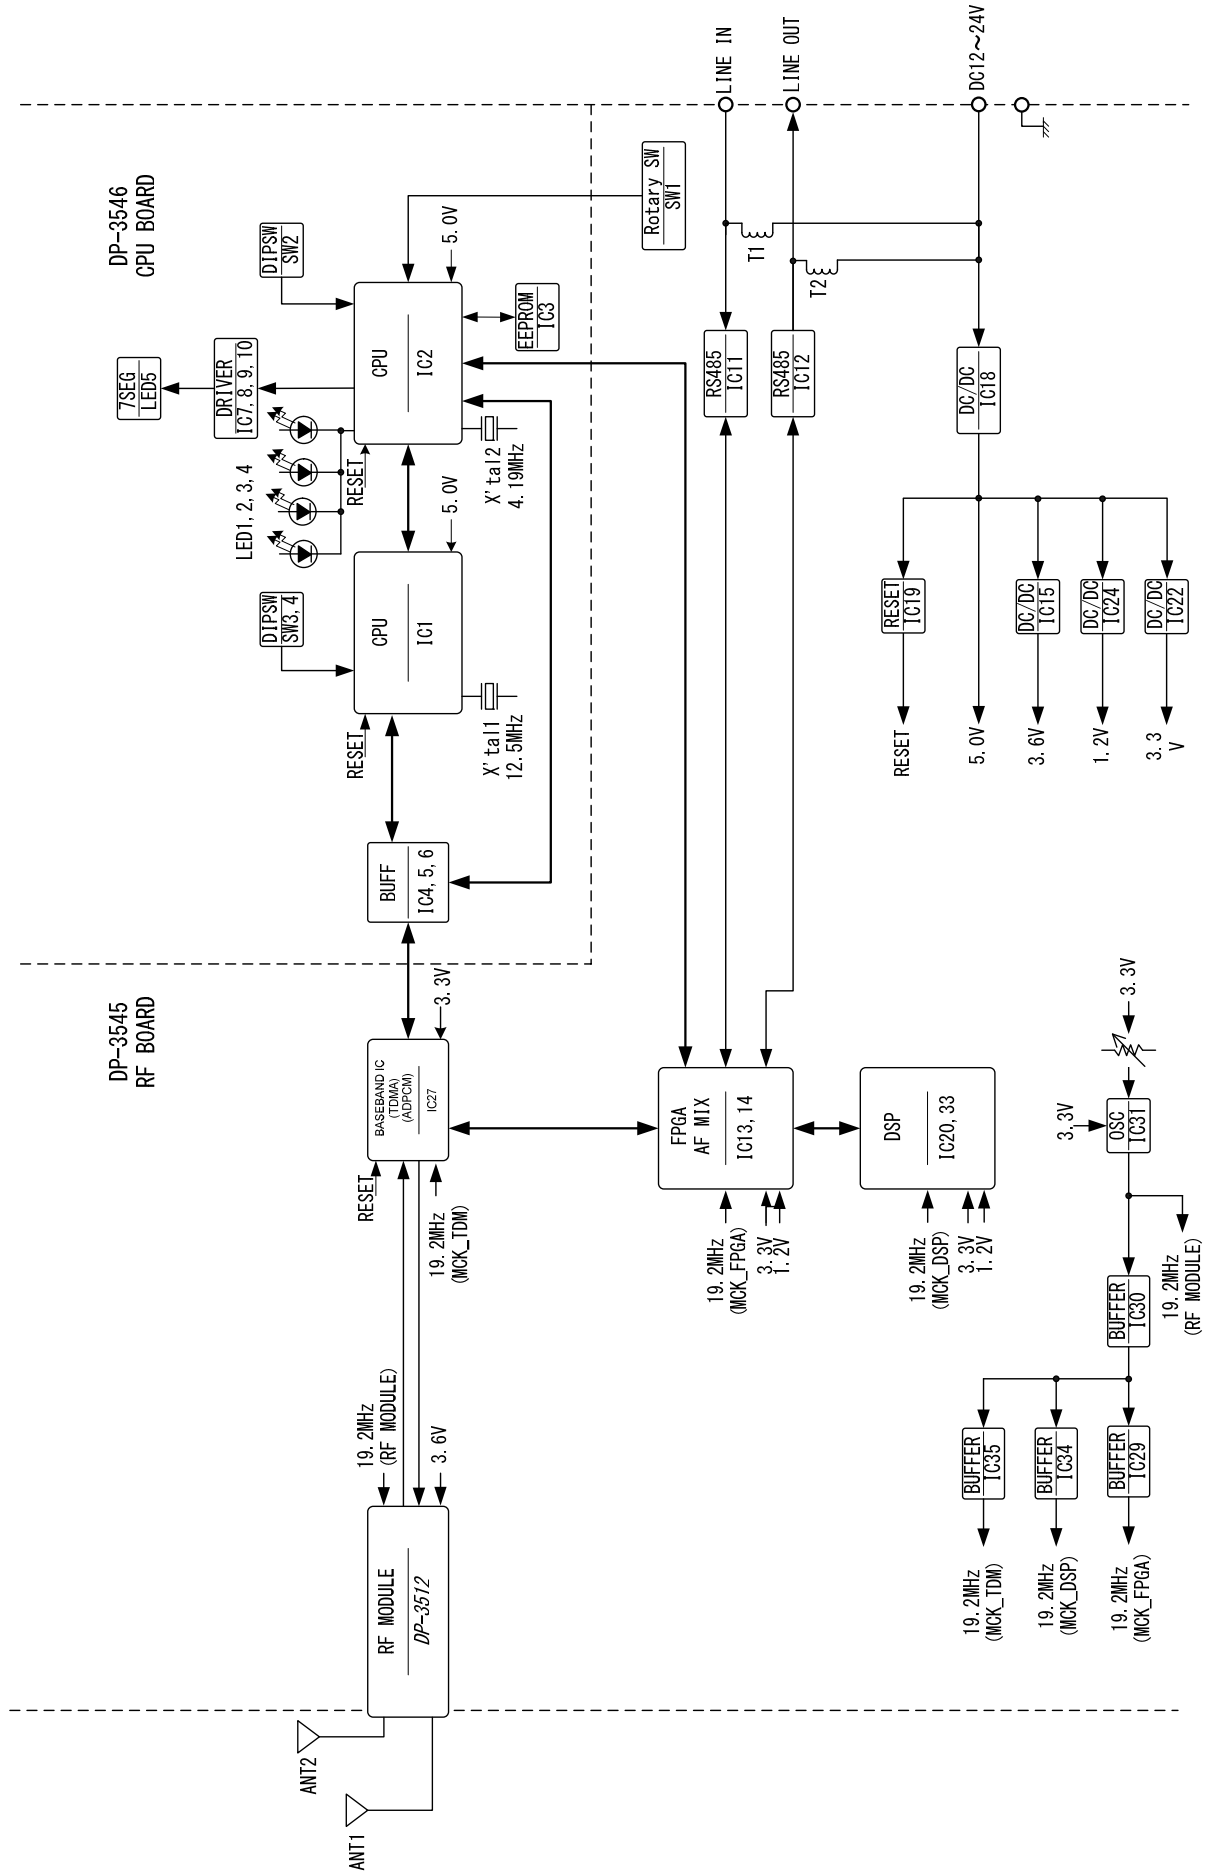 DP-3545
RF BOARD
DP-3546
CPU BOARD
ANT1
ANT2
RF MODULE
DP-3512
19.2MHz
(RF MODULE)
3.6V
RESET
19.2MHz
(MCK_TDM)
BASEBAND IC
(TDMA)
(ADPCM)
IC27
3.3V
BUFF
IC4,5,6
RESET
DIPSW
SW3,4
CPU
IC1
X'tal1
12.5MHz
5.0V
LED1,2,3,4
RESET
7SEG
LED5
DRIVER
IC7,8,9,10
DIPSW
SW2
CPU
IC2
X'tal2
4.19MHz
EEPROM
IC3
5.0V
Rotary SW
SW1
19.2MHz
(MCK_FPGA)
3.3V
1.2V
FPGA
AF MIX
IC13,14
RS485
IC11
RS485
IC12
T1
T2
LINE IN
LINE OUT
DC12~24V
19.2MHz
(MCK_DSP)
3.3V
1.2V
DSP
IC20,33
RESET
5.0V
3.6V
1.2V
3.3
V
RESET
IC19
DC/DC
IC15
DC/DC
IC24
DC/DC
IC22
DC/DC
IC18
19.2MHz
(MCK_TDM)
19.2MHz
(MCK_DSP)
19.2MHz
(MCK_FPGA)
BUFFER
IC35
BUFFER
IC34
BUFFER
IC29
BUFFER
IC30
19.2MHz
(RF MODULE)
3.3V
OSC
IC31
3.3V